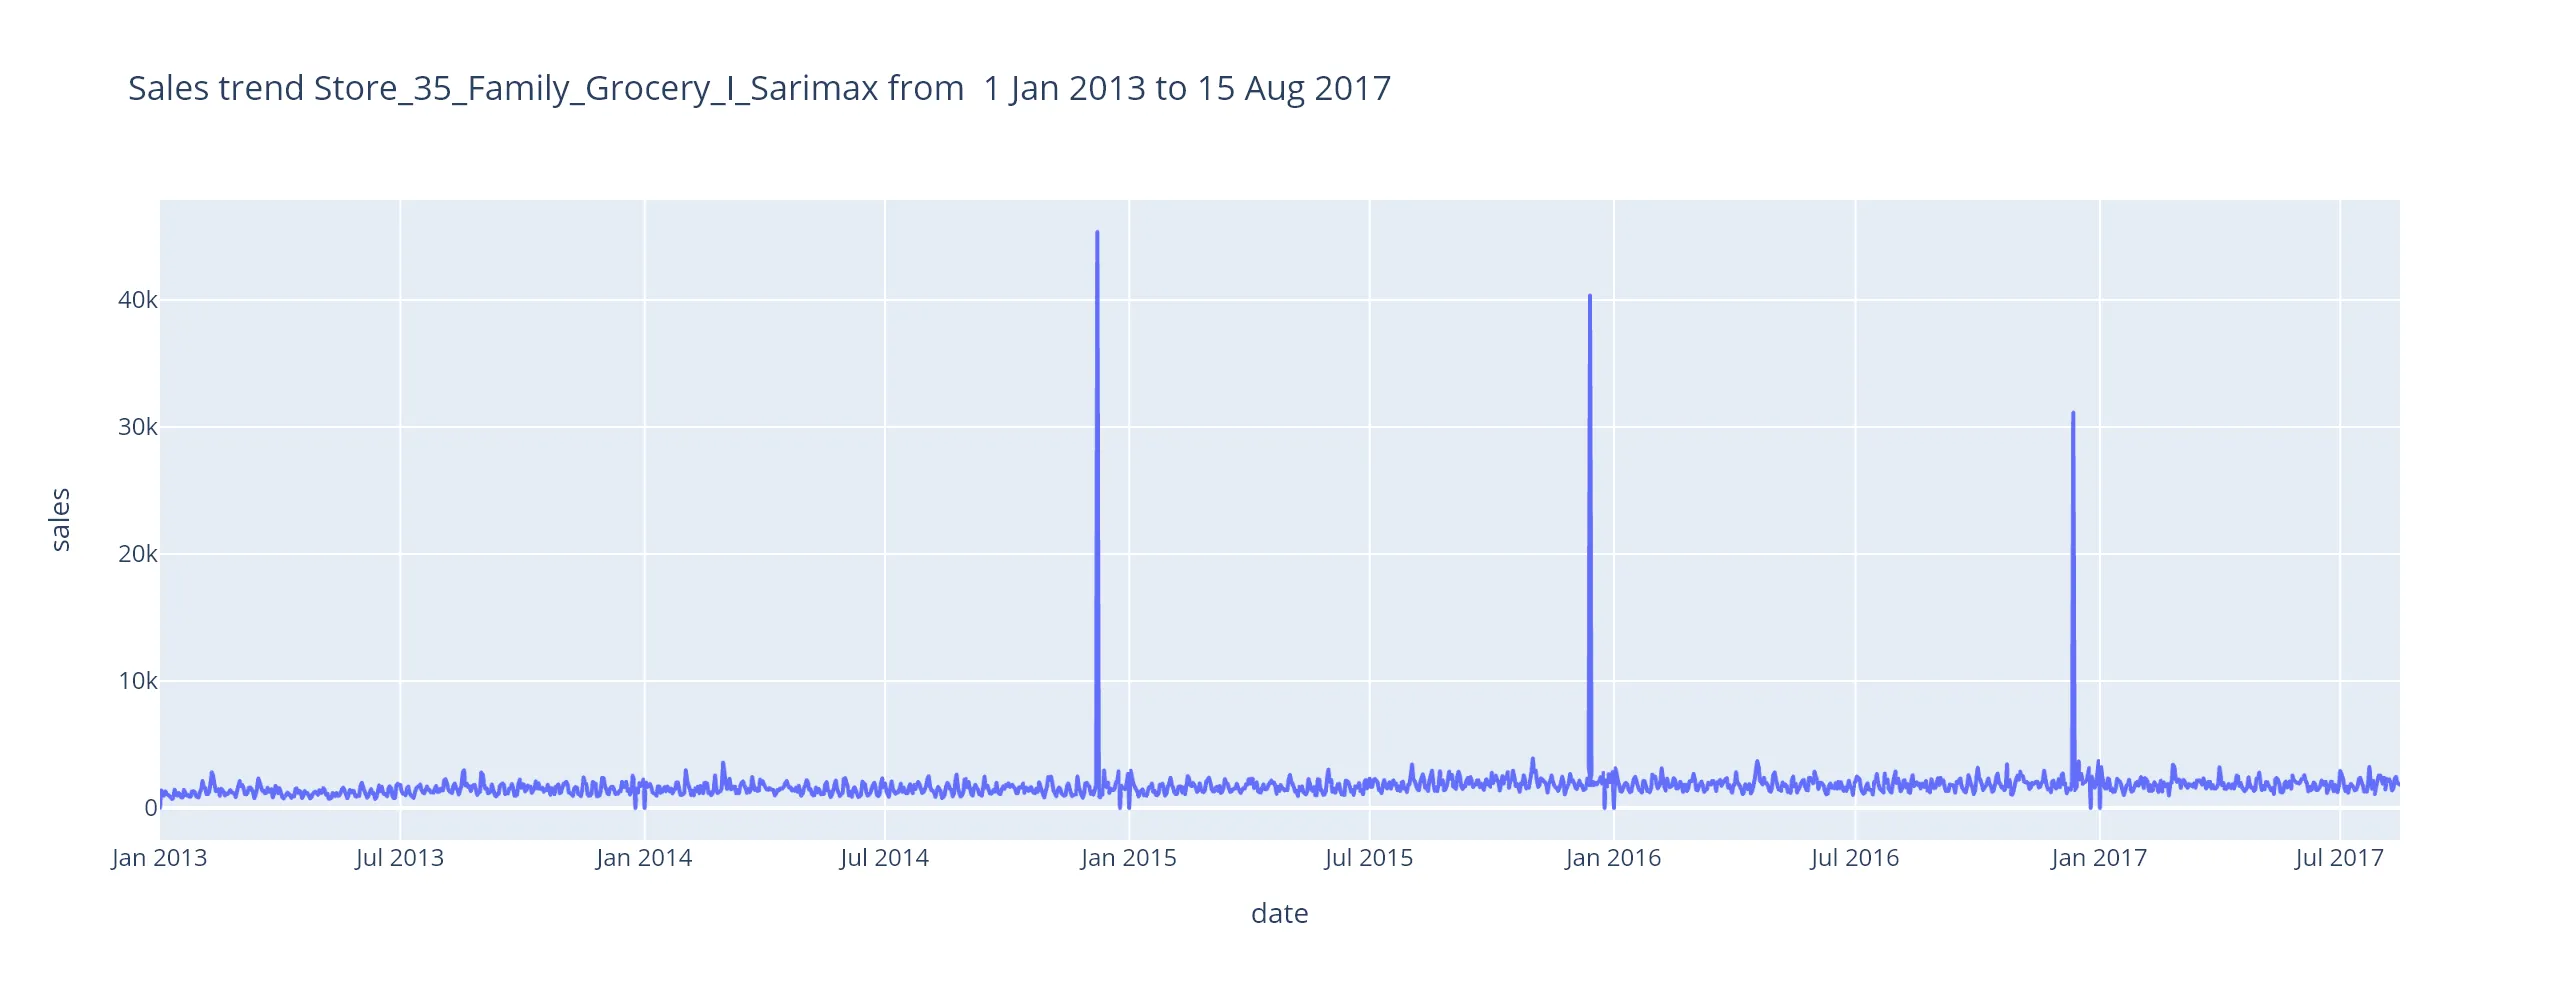 Sales trend Store_35_Family_Grocery_I_Sarimax from  1 Jan 2013 to 15 Aug 2017
sales
40k
30k
20k
10k
0
Jan 2013 Jul 2013 Jan 2014 Jul 2014 Jan 2015 Jul 2015 Jan 2016 Jul 2016 Jan 2017 Jul 2017
date